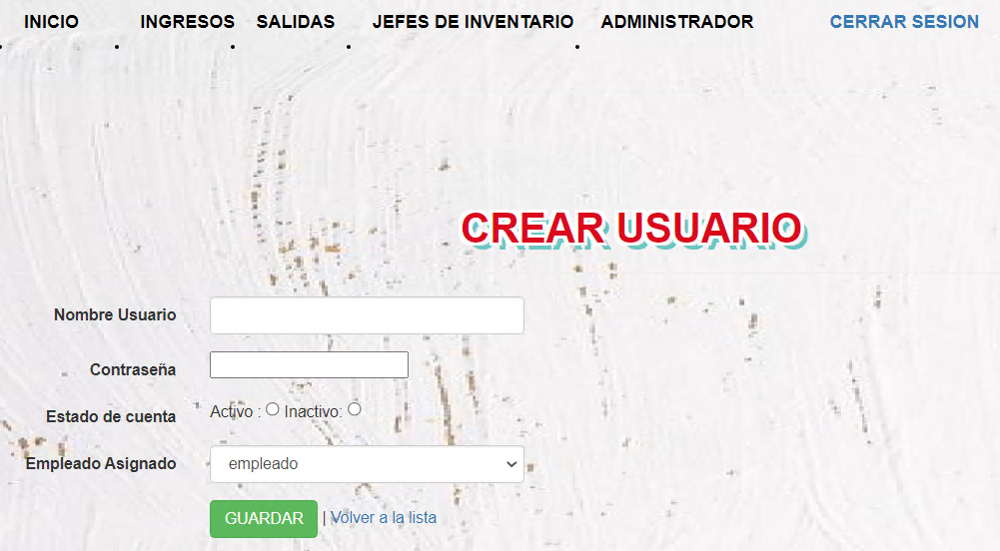 INICIO INGRESOS SALIDAS JEFES DE INVENTARIO ADMINISTRADOR CERRAR SESION
CREAR USUARIO
Nombre Usuario
Contraseña
Estado de cuenta Activo : Inactivo:
Empleado Asignado empleado
GUARDAR | Volver a la lista